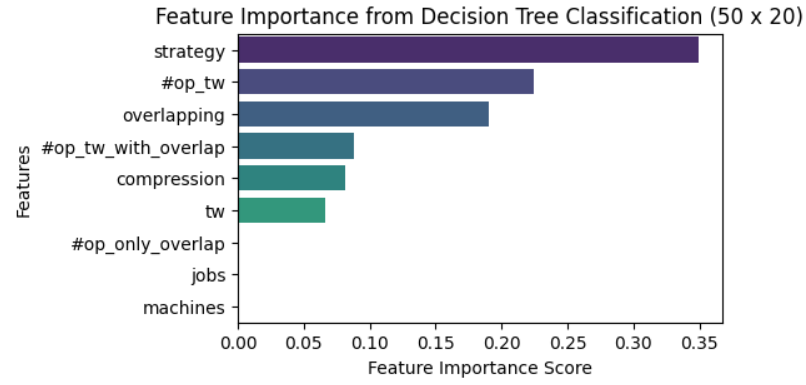 Feature Importance from Decision Tree Classification (50 x 20)
strategy
#op_tw
overlapping
#op_tw_with_overlap
compression
tw
#op_only_overlap
jobs
machines
Features
0.00 0.05 0.10 0.15 0.20 0.25 0.30 0.35
Feature Importance Score